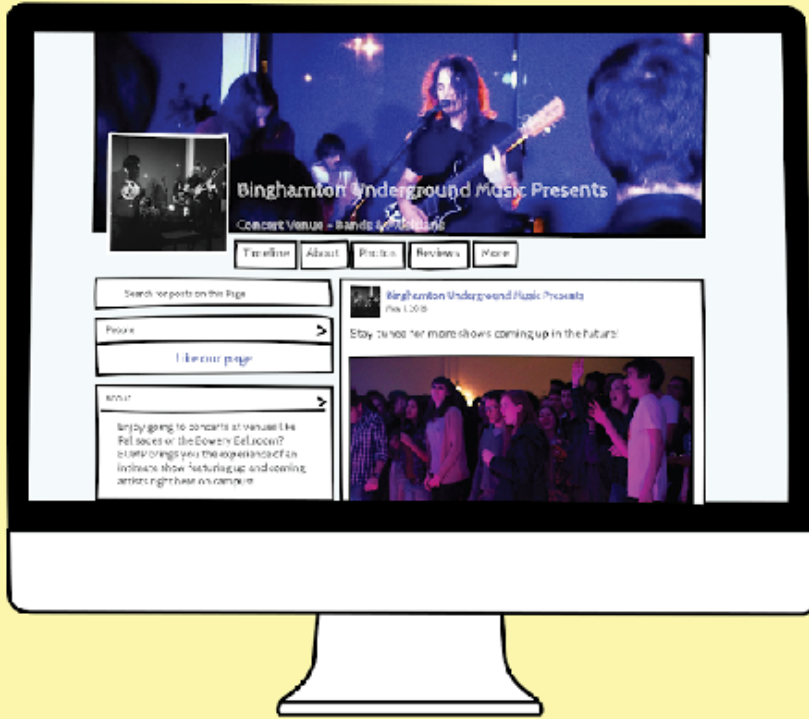 Binghamton Underground Music Presents
Concert Venue - Bands & Musicians
Timeline
About
Photos
Reviews
More
Search for posts on this Page
People
Like our page
About
Enjoy going to concerts at venues like
or the Bowery Ballroom?
brings you the experience of an
intimate show featuring up and coming
artists right here on campus!
Binghamton Underground Music Presents
May
Stay tuned for more shows coming up in the future!